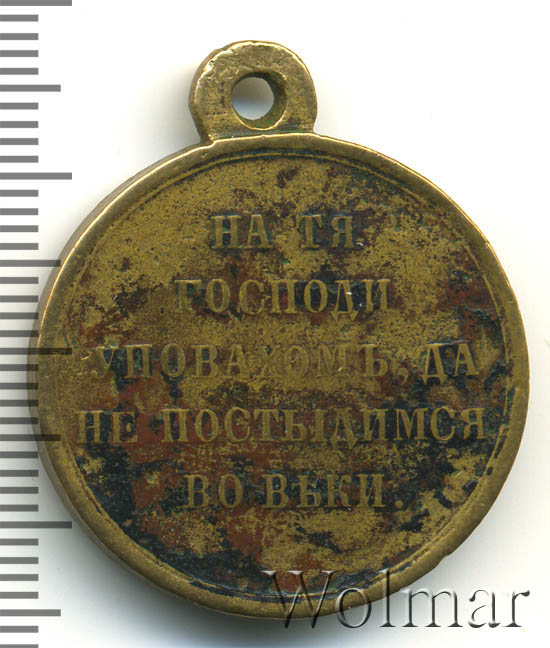 НА ТЯ
ГОСПОДИ
УПОВАХОМЪ, ДА
НЕ ПОСТЫДИМСЯ
ВО ВѢКИ.
Wolmar